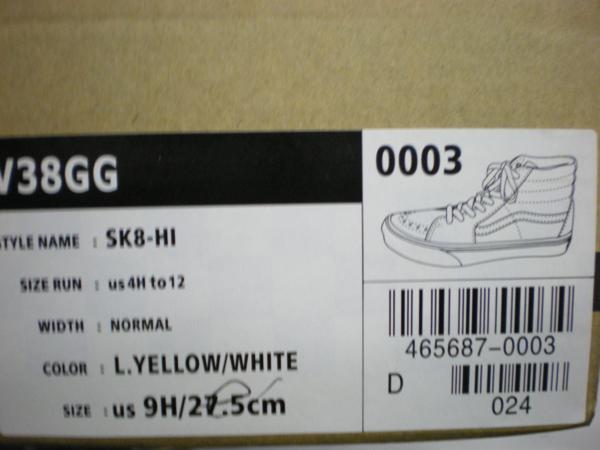 V38GG
0003
STYLE NAME : SK8-HI
SIZE RUN : us 4H to 12
WIDTH : NORMAL
COLOR : L.YELLOW/WHITE
SIZE : us 9H/27.5cm
465687-0003
D
024